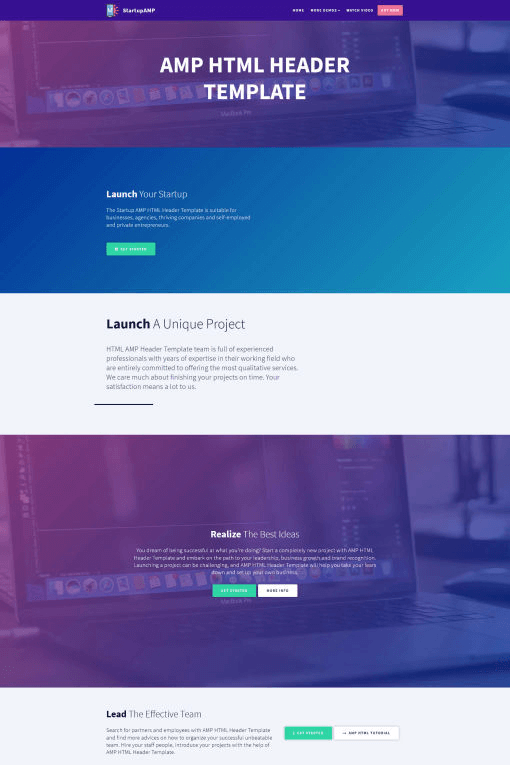 StartupAMP
HOME MORE DEMOS WATCH VIDEO BUY NOW
AMP HTML HEADER
TEMPLATE
MacBook Pro
Launch Your Startup
The Startup AMP HTML Header Template is suitable for
businesses, agencies, thriving companies and self-employed
and private entrepreneurs.
GET STARTED
Launch A Unique Project
HTML AMP Header Template team is full of experienced
professionals with years of expertise in their working field who
are entirely committed to offering the most qualitative services.
We care much about finishing your projects on time. Your
satisfaction means a lot to us.
Realize The Best Ideas
You dream of being successful at what you're doing? Start a completely new project with AMP HTML
Header Template and embark on the path to your leadership, business growth and brand recognition.
Launching a project can be challenging, and AMP HTML Header Template will help you take your fears
down and set up your own business.
GET STARTED MORE INFO
MacBook Pro
Lead The Effective Team
Search for partners and employees with AMP HTML Header Template
and find more advices on how to organize your successful unbeatable
team. Hire your staff people, introduce your projects with the help of
AMP HTML Header Template.
GET STARTED AMP HTML TUTORIAL